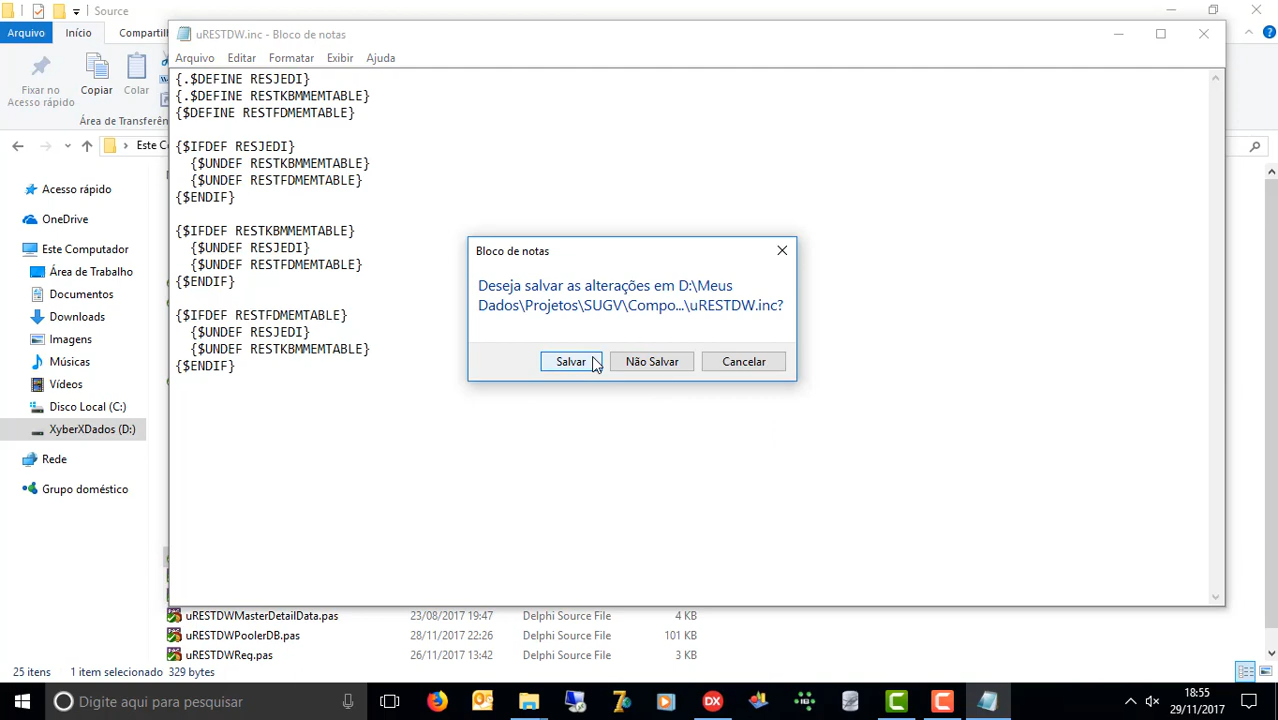 Source
Arquivo
Início
Compartil
uRESTDW.inc - Bloco de notas
Arquivo Editar Formatar Exibir Ajuda
Fixar no
Acesso rápido
Copiar
Colar
Área de Transferên
Este C
{.$DEFINE RESJEDI}
{.$DEFINE RESTKBMMEMTABLE}
{$DEFINE RESTFDMEMTABLE}
{$IFDEF RESJEDI}
{$UNDEF RESTKBMMEMTABLE}
{$UNDEF RESTFDMEMTABLE}
{$ENDIF}
{$IFDEF RESTKBMMEMTABLE}
{$UNDEF RESJEDI}
{$UNDEF RESTFDMEMTABLE}
{$ENDIF}
{$IFDEF RESTFDMEMTABLE}
{$UNDEF RESJEDI}
{$UNDEF RESTKBMMEMTABLE}
{$ENDIF}
Acesso rápido
OneDrive
Este Computador
Área de Trabalho
Documentos
Downloads
Imagens
Músicas
Vídeos
Disco Local (C:)
XyberXDados (D:)
Rede
Grupo doméstico
Bloco de notas
Deseja salvar as alterações em D:\Meus
Dados\Projetos\SUGV\Compo...\uRESTDW.inc?
Salvar Não Salvar Cancelar
uRESTDWMasterDetailData.pas 23/08/2017 19:47 Delphi Source File 4 KB
uRESTDWPoolerDB.pas 28/11/2017 22:26 Delphi Source File 101 KB
uRESTDWReq.pas 26/11/2017 13:42 Delphi Source File 3 KB
25 itens 1 item selecionado 329 bytes
Digite aqui para pesquisar
18:55
29/11/2017